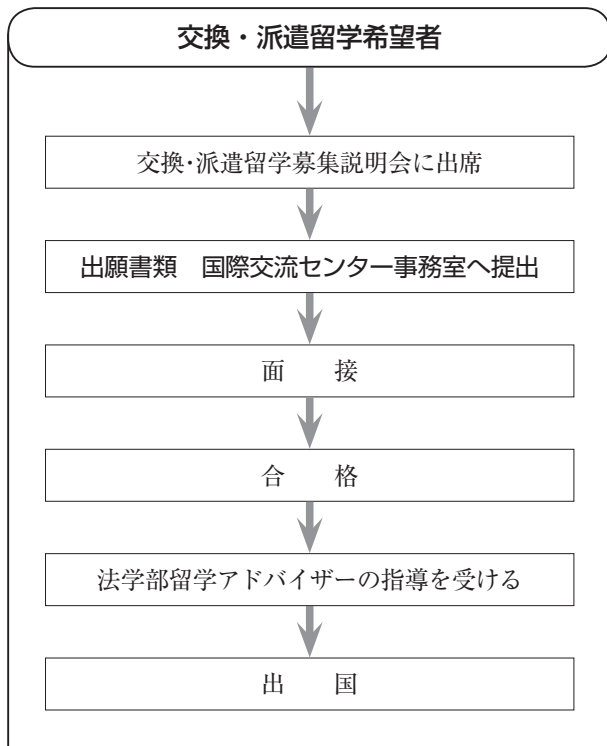 交換・派遣留学希望者
交換・派遣留学募集説明会に出席
出願書類　国際交流センター事務室へ提出
面　　接
合　　格
法学部留学アドバイザーの指導を受ける
出　　国